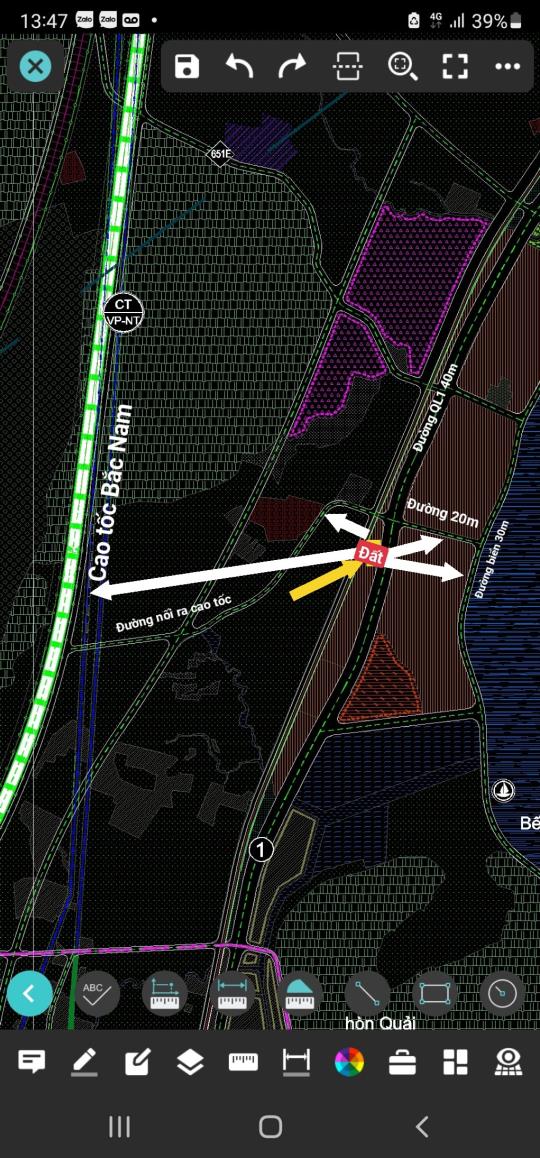 13:47 Zalo Zalo 4G 39%
651E
CT
VP-NT
Đường QL1 40m
Cao tốc Bắc Nam
Đường 20m
Đường biển 30m
Đất
Đường nối ra cao tốc
Bế
1
ABC
hòn Quải